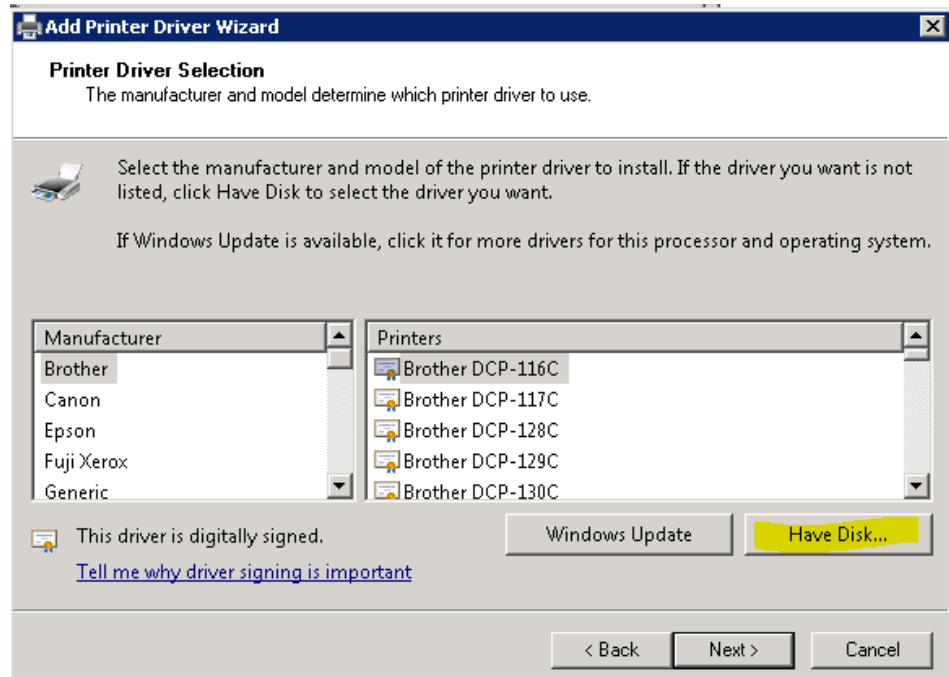 Add Printer Driver Wizard
Printer Driver Selection
The manufacturer and model determine which printer driver to use.
Select the manufacturer and model of the printer driver to install. If the driver you want is not
listed, click Have Disk to select the driver you want.
If Windows Update is available, click it for more drivers for this processor and operating system.
Manufacturer
Brother
Canon
Epson
Fuji Xerox
Generic
Printers
Brother DCP-116C
Brother DCP-117C
Brother DCP-128C
Brother DCP-129C
Brother DCP-130C
This driver is digitally signed.
Windows Update
Have Disk...
Tell me why driver signing is important
< Back
Next >
Cancel